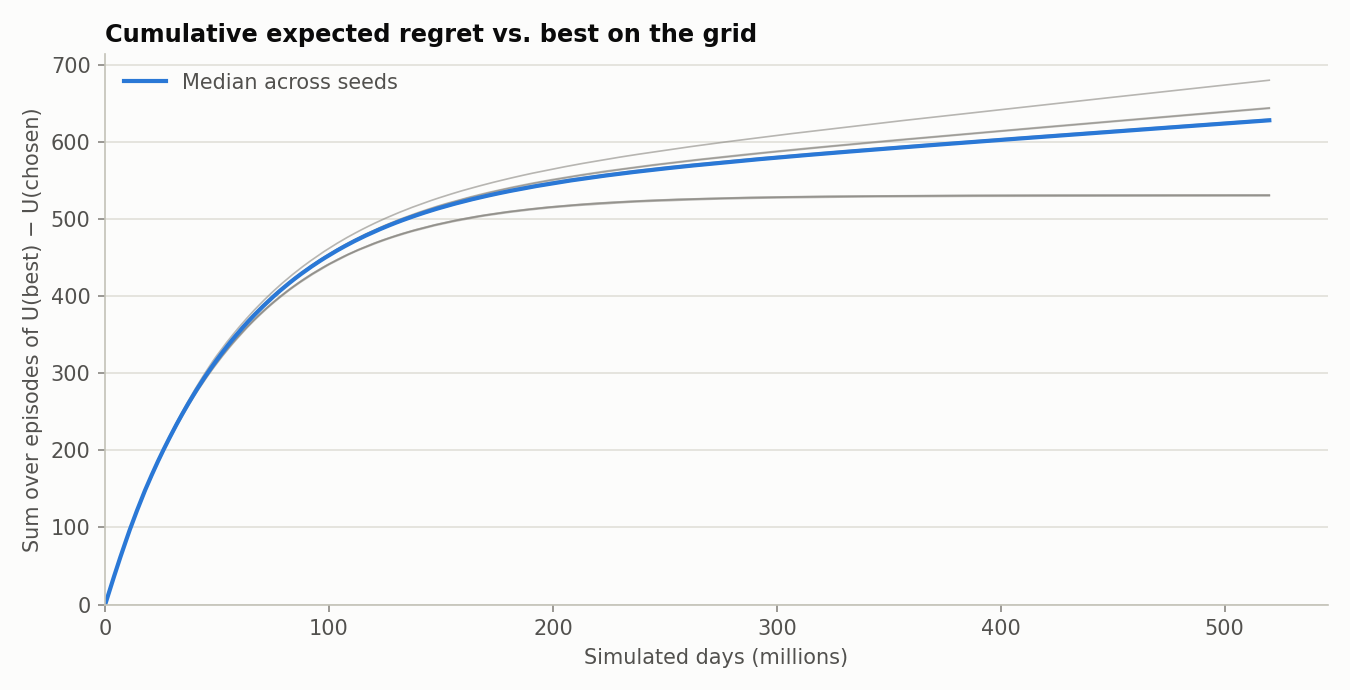 Cumulative expected regret vs. best on the grid
Median across seeds
Sum over episodes of U(best) − U(chosen)
700
600
500
400
300
200
100
0
0 100 200 300 400 500
Simulated days (millions)